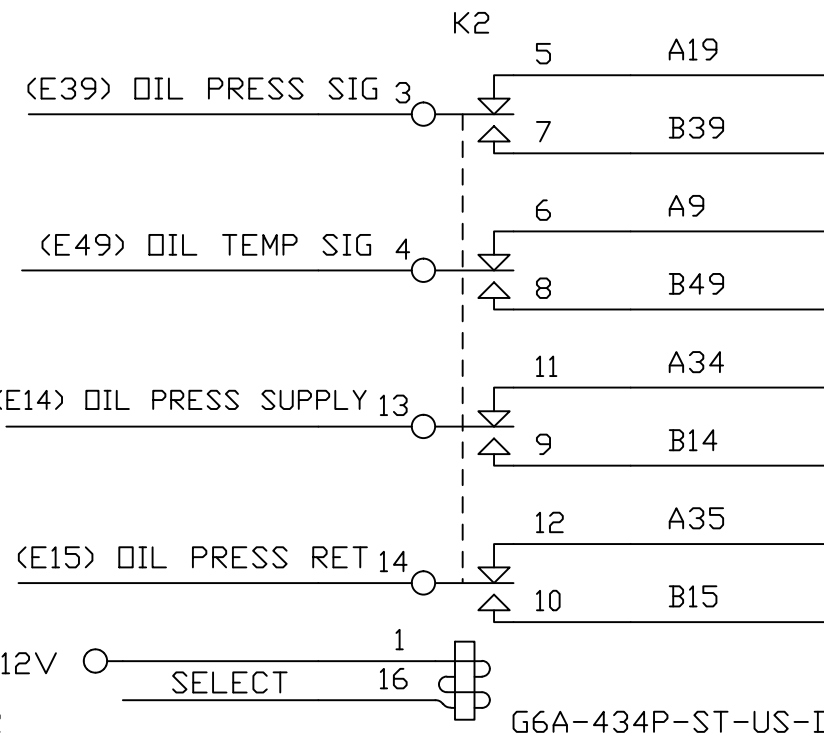 K2
5 A19
(E39) OIL PRESS SIG 3
7 B39
6 A9
(E49) OIL TEMP SIG 4
8 B49
11 A34
(E14) OIL PRESS SUPPLY 13
9 B14
12 A35
(E15) OIL PRESS RET 14
10 B15
12V 1
SELECT 16
G6A-434P-ST-US-